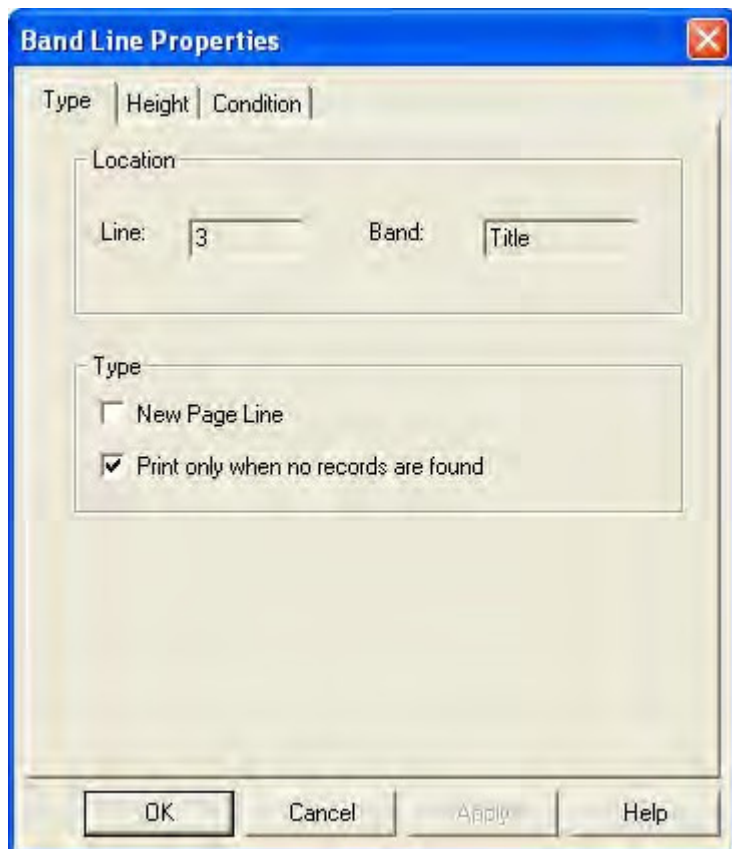 Band Line Properties
Type Height Condition
Location
Line: 3 Band: Title
Type
New Page Line
Print only when no records are found
OK Cancel Apply Help